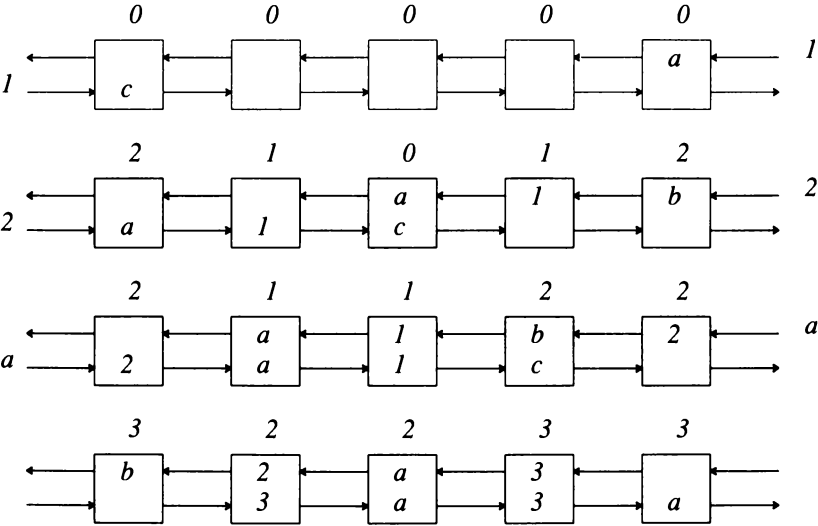 0 0 0 0 0
a 1
1 c
2 1 0 1 2
a 1 b 2
2 a 1 c
2 1 1 2 2
a 1 b 2 a
a 2 a 1 c
3 2 2 3 3
b 2 a 3
3 a 3 a